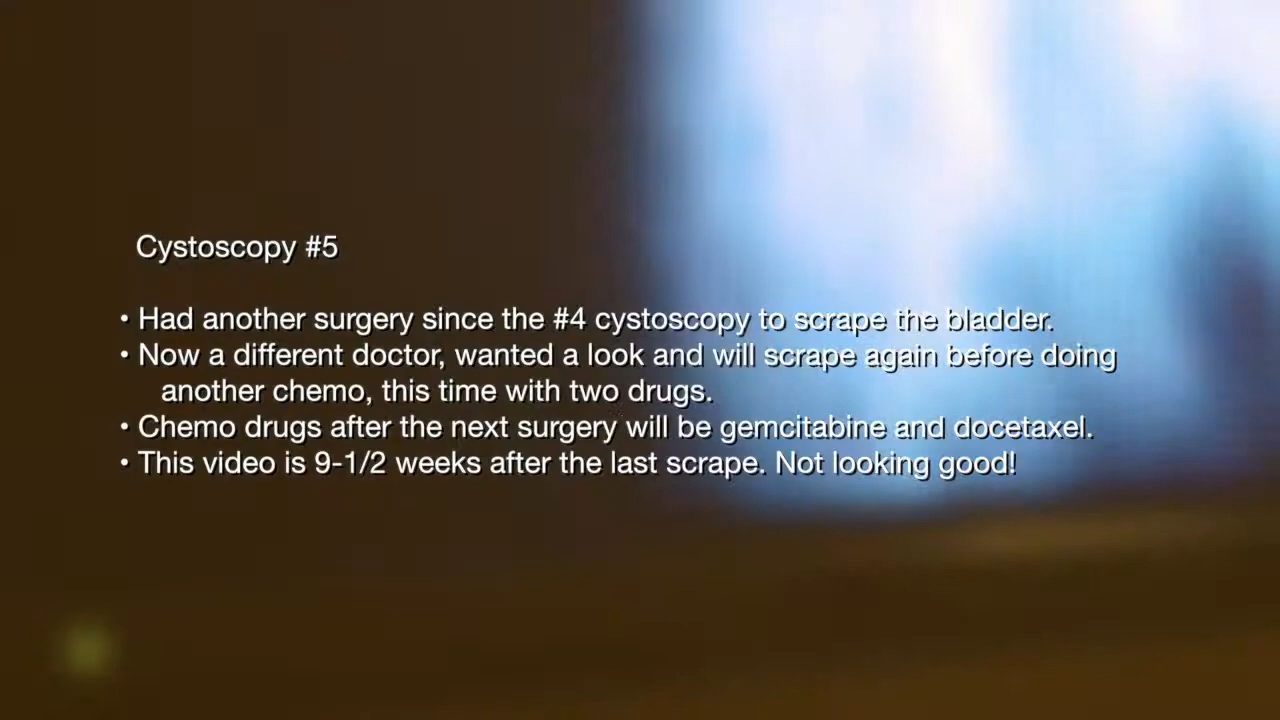 Cystoscopy #5
• Had another surgery since the #4 cystoscopy to scrape the bladder.
• Now a different doctor, wanted a look and will scrape again before doing
another chemo, this time with two drugs.
• Chemo drugs after the next surgery will be gemcitabine and docetaxel.
• This video is 9-1/2 weeks after the last scrape. Not looking good!